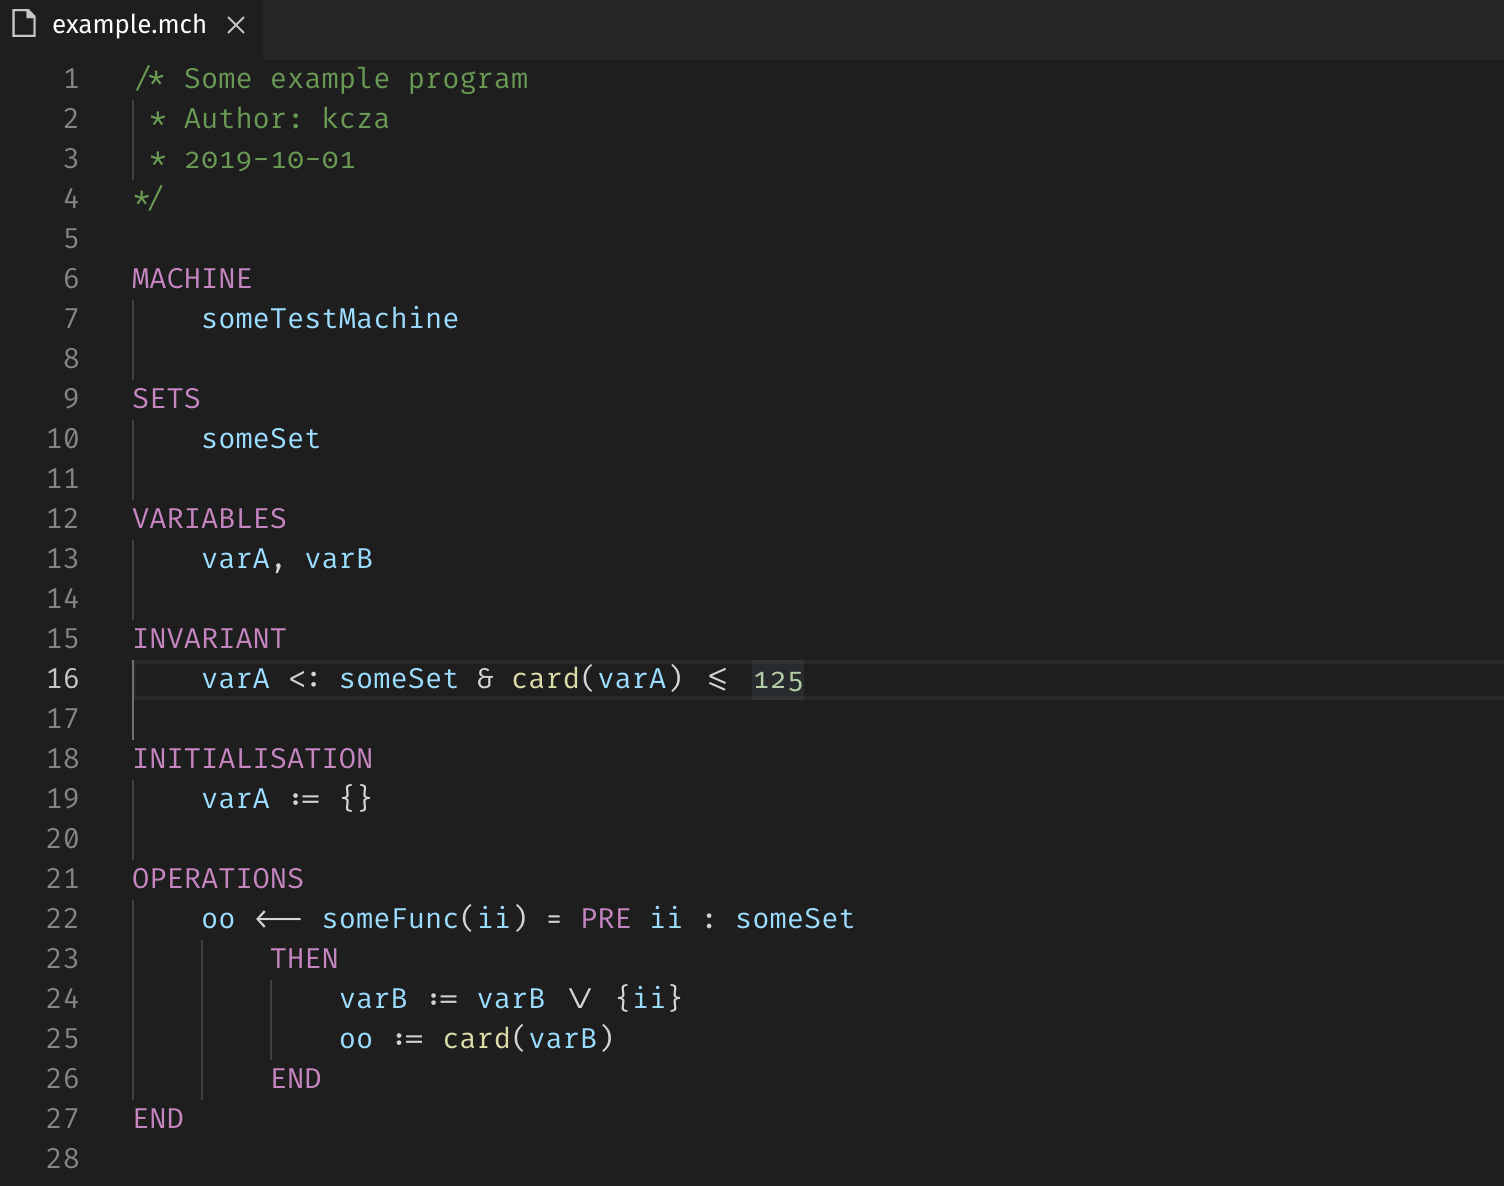 example.mch ×
1 /* Some example program
2  * Author: kcza
3  * 2019-10-01
4 */
5
6 MACHINE
7     someTestMachine
8
9 SETS
10     someSet
11
12 VARIABLES
13     varA, varB
14
15 INVARIANT
16     varA <: someSet & card(varA) <= 125
17
18 INITIALISATION
19     varA := {}
20
21 OPERATIONS
22     oo <-- someFunc(ii) = PRE ii : someSet
23         THEN
24             varB := varB \/ {ii}
25             oo := card(varB)
26         END
27 END
28